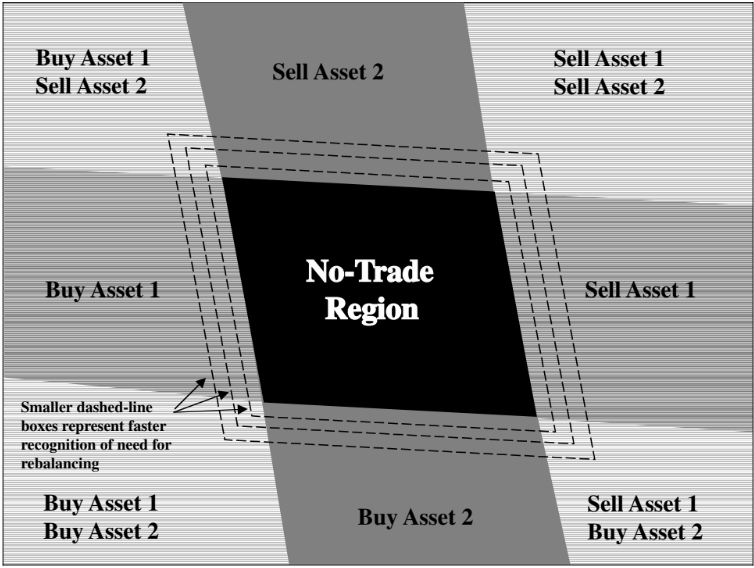 Buy Asset 1
Sell Asset 2
Sell Asset 2
Sell Asset 1
Sell Asset 2
Buy Asset 1
No-Trade
Region
Sell Asset 1
Smaller dashed-line
boxes represent faster
recognition of need for
rebalancing
Buy Asset 1
Buy Asset 2
Buy Asset 2
Sell Asset 1
Buy Asset 2